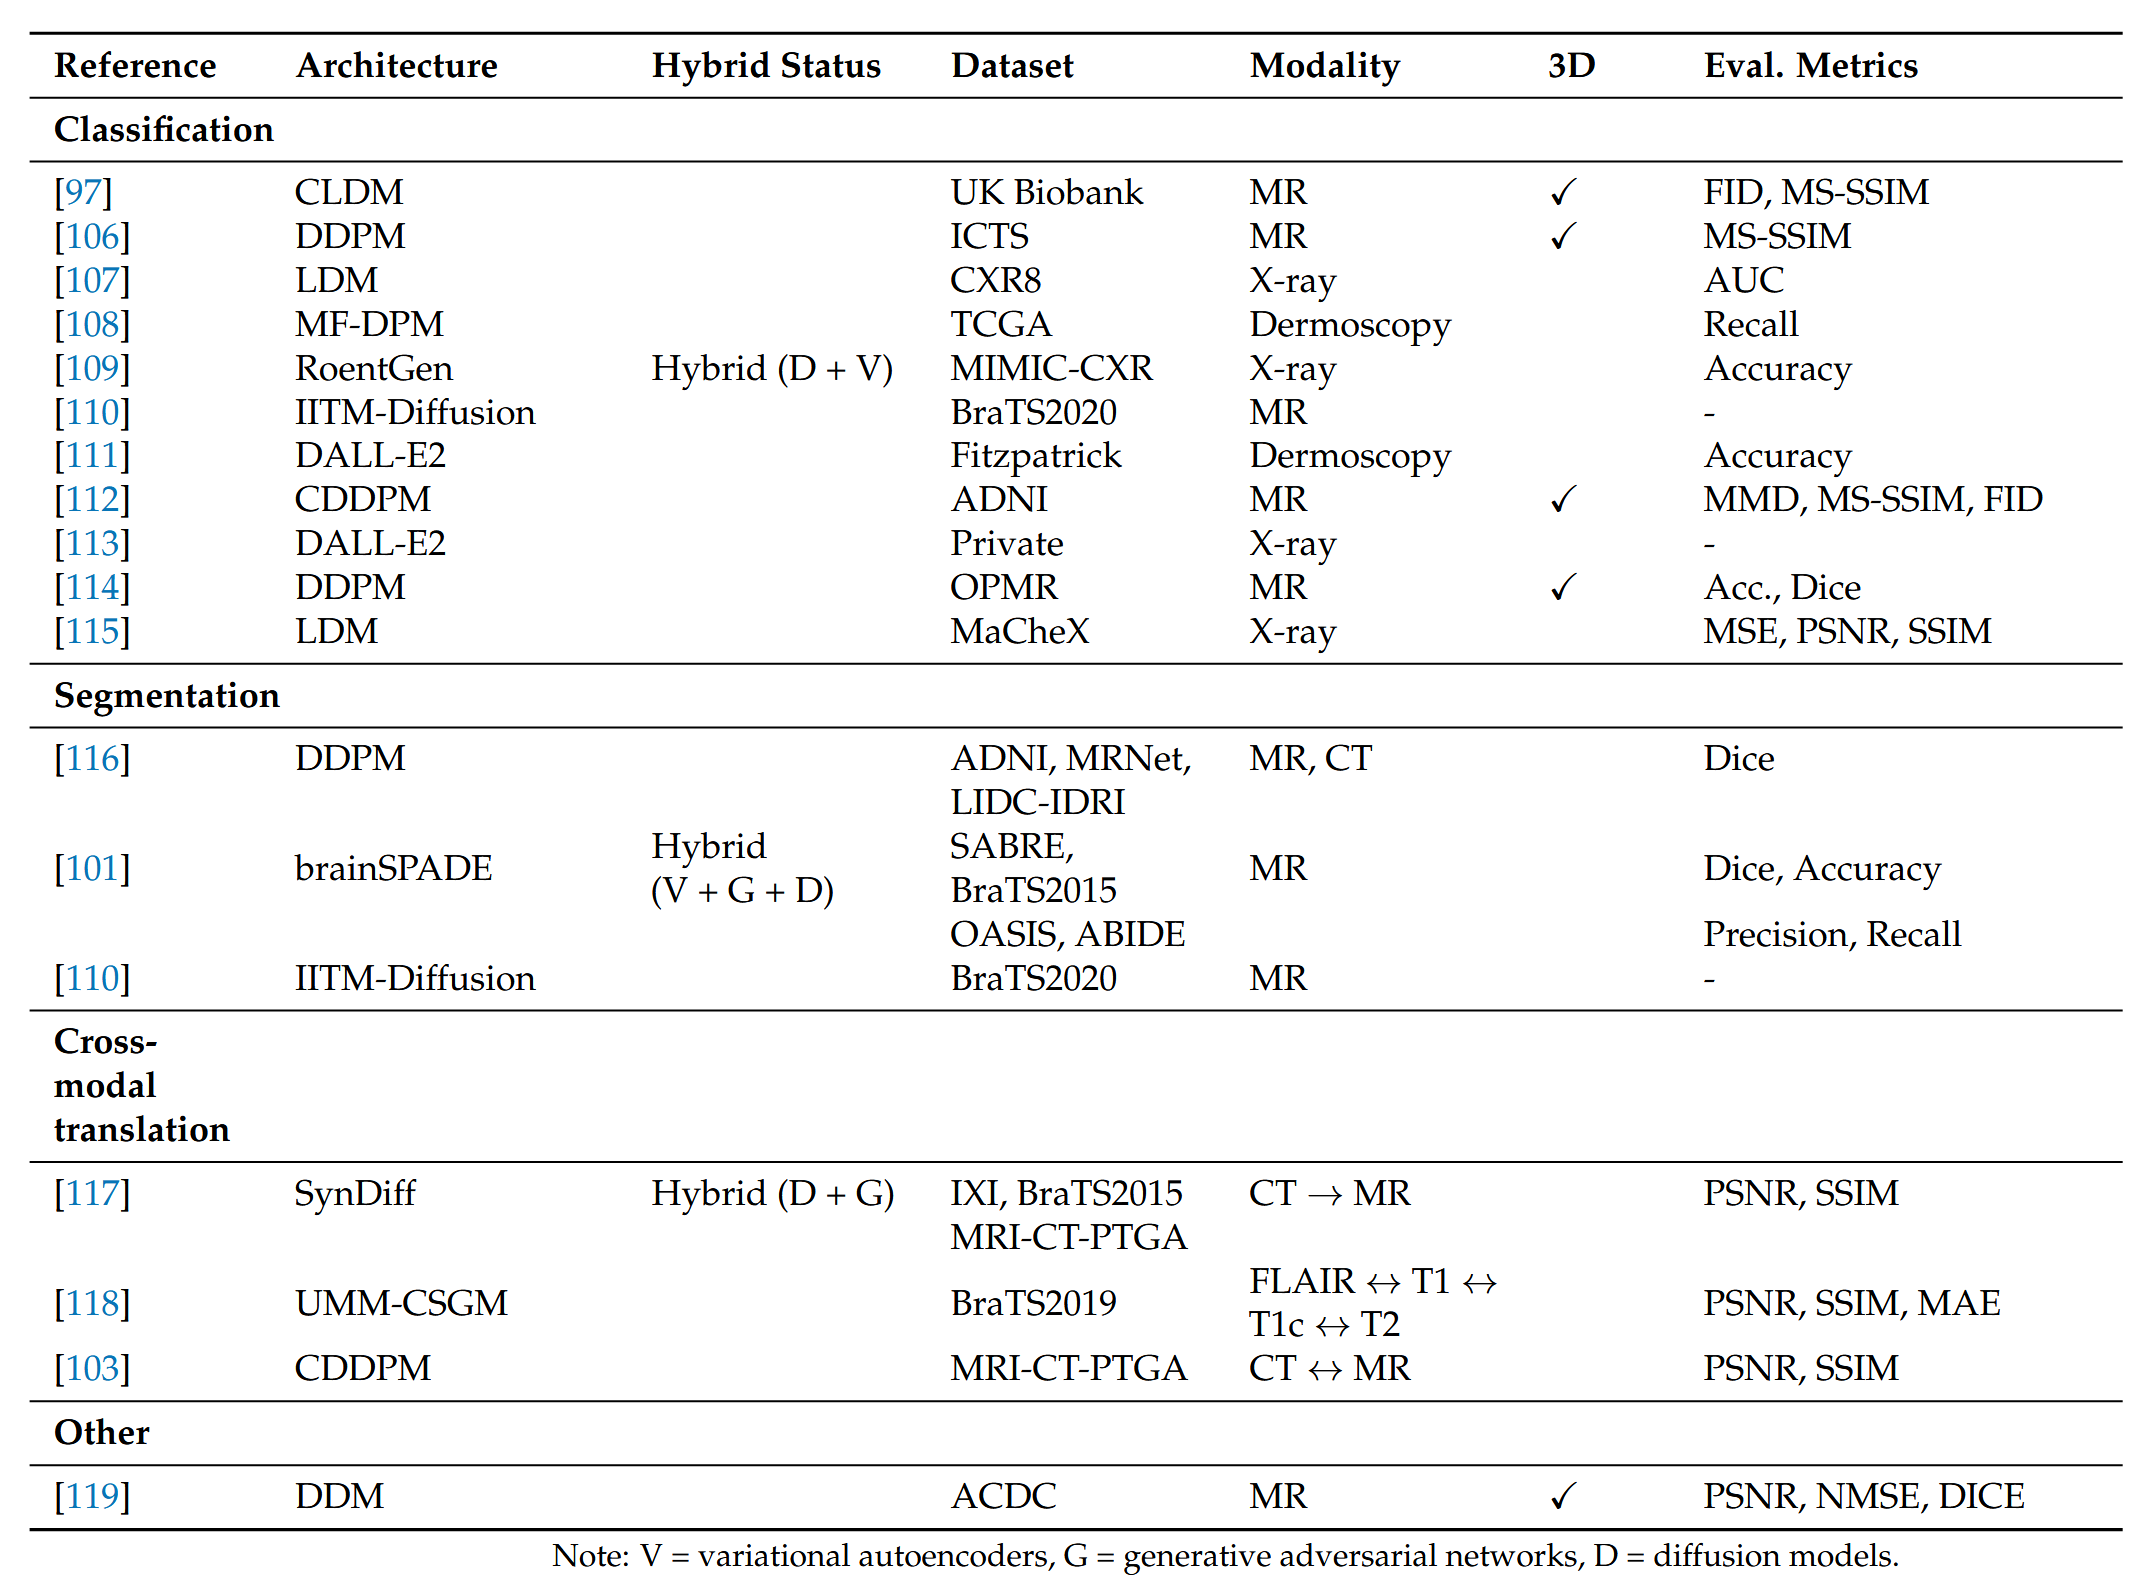 Reference Architecture Hybrid Status Dataset Modality 3D Eval. Metrics
Classification
[97] CLDM UK Biobank MR ✓ FID, MS-SSIM
[106] DDPM ICTS MR ✓ MS-SSIM
[107] LDM CXR8 X-ray AUC
[108] MF-DPM TCGA Dermoscopy Recall
[109] RoentGen Hybrid (D + V) MIMIC-CXR X-ray Accuracy
[110] IITM-Diffusion BraTS2020 MR -
[111] DALL-E2 Fitzpatrick Dermoscopy Accuracy
[112] CDDPM ADNI MR ✓ MMD, MS-SSIM, FID
[113] DALL-E2 Private X-ray -
[114] DDPM OPMR MR ✓ Acc., Dice
[115] LDM MaCheX X-ray MSE, PSNR, SSIM
Segmentation
[116] DDPM ADNI, MRNet, MR, CT Dice
LIDC-IDRI
Hybrid SABRE,
[101] brainSPADE MR Dice, Accuracy
(V + G + D) BraTS2015
OASIS, ABIDE Precision, Recall
[110] IITM-Diffusion BraTS2020 MR -
Cross-
modal
translation
[117] SynDiff Hybrid (D + G) IXI, BraTS2015 CT → MR PSNR, SSIM
MRI-CT-PTGA
FLAIR ↔ T1 ↔
[118] UMM-CSGM BraTS2019 PSNR, SSIM, MAE
T1c ↔ T2
[103] CDDPM MRI-CT-PTGA CT ↔ MR PSNR, SSIM
Other
[119] DDM ACDC MR ✓ PSNR, NMSE, DICE
Note: V = variational autoencoders, G = generative adversarial networks, D = diffusion models.